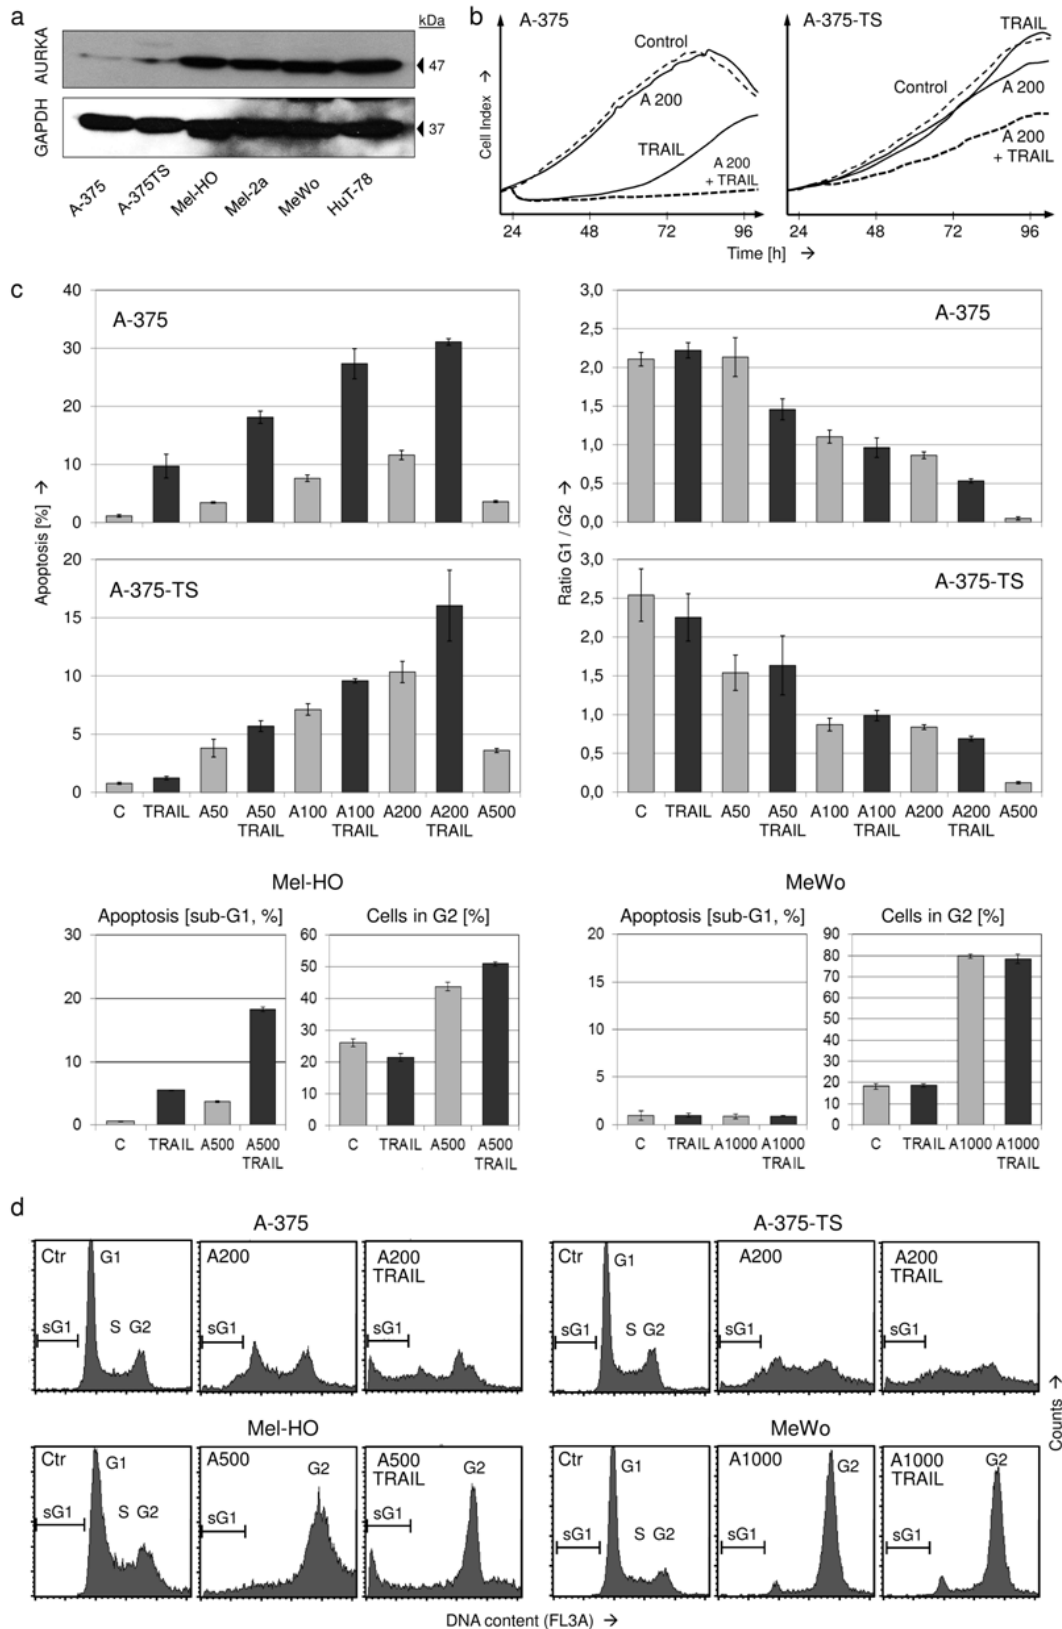 a
kDa
AURKA
47
GAPDH
37
A-375
A-375TS
Mel-HO
Mel-2a
MeWo
HuT-78
b
A-375
Control
A 200
TRAIL
A 200
+ TRAIL
Cell Index →
24 48 72 96
A-375-TS
TRAIL
Control
A 200
A 200
+ TRAIL
24 48 72 96
Time [h] →
c
A-375
40
30
20
10
0
Apoptosis [%] →
A-375-TS
20
15
10
5
0
C TRAIL A50 A50 A100 A100 A200 A200 A500
TRAIL TRAIL TRAIL
A-375
3,0
2,5
2,0
1,5
1,0
0,5
0,0
Ratio G1 / G2 →
A-375-TS
3,0
2,5
2,0
1,5
1,0
0,5
0,0
C TRAIL A50 A50 A100 A100 A200 A200 A500
TRAIL TRAIL TRAIL
Mel-HO
Apoptosis [sub-G1, %]
30
20
10
0
C TRAIL A500 A500
TRAIL
Cells in G2 [%]
60
50
40
30
20
10
0
C TRAIL A500 A500
TRAIL
MeWo
Apoptosis [sub-G1, %]
20
15
10
5
0
C TRAIL A1000 A1000
TRAIL
Cells in G2 [%]
90
80
70
60
50
40
30
20
10
0
C TRAIL A1000 A1000
TRAIL
d
A-375
Ctr
G1
sG1
S G2
A200
sG1
A200
TRAIL
sG1
A-375-TS
Ctr
G1
sG1
S G2
A200
sG1
A200
TRAIL
sG1
Mel-HO
Ctr
G1
sG1
S G2
A500
G2
sG1
A500
TRAIL
G2
sG1
MeWo
Ctr
G1
sG1
S G2
A1000
G2
sG1
A1000
TRAIL
G2
sG1
Counts →
DNA content (FL3A) →